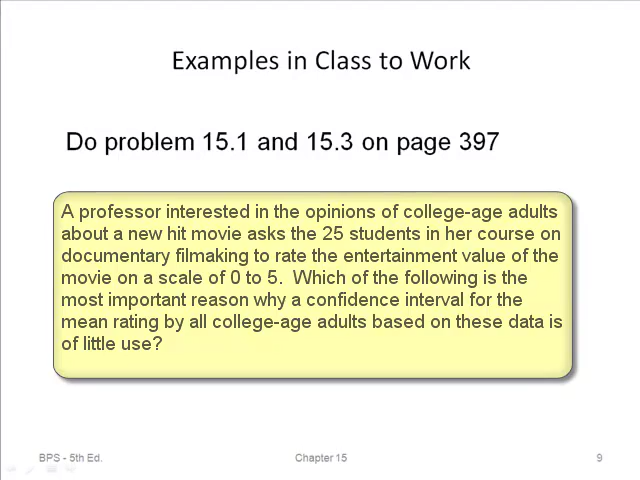 Examples in Class to Work
Do problem 15.1 and 15.3 on page 397
A professor interested in the opinions of college-age adults
about a new hit movie asks the 25 students in her course on
documentary filmaking to rate the entertainment value of the
movie on a scale of 0 to 5.  Which of the following is the
most important reason why a confidence interval for the
mean rating by all college-age adults based on these data is
of little use?
BPS - 5th Ed.
Chapter 15
9